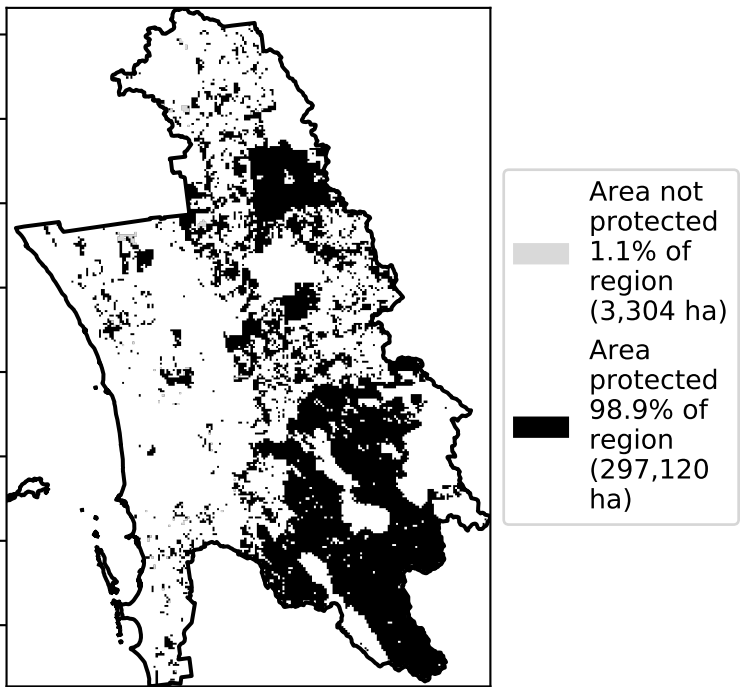 Area not
protected
1.1% of
region
(3,304 ha)
Area
protected
98.9% of
region
(297,120
ha)